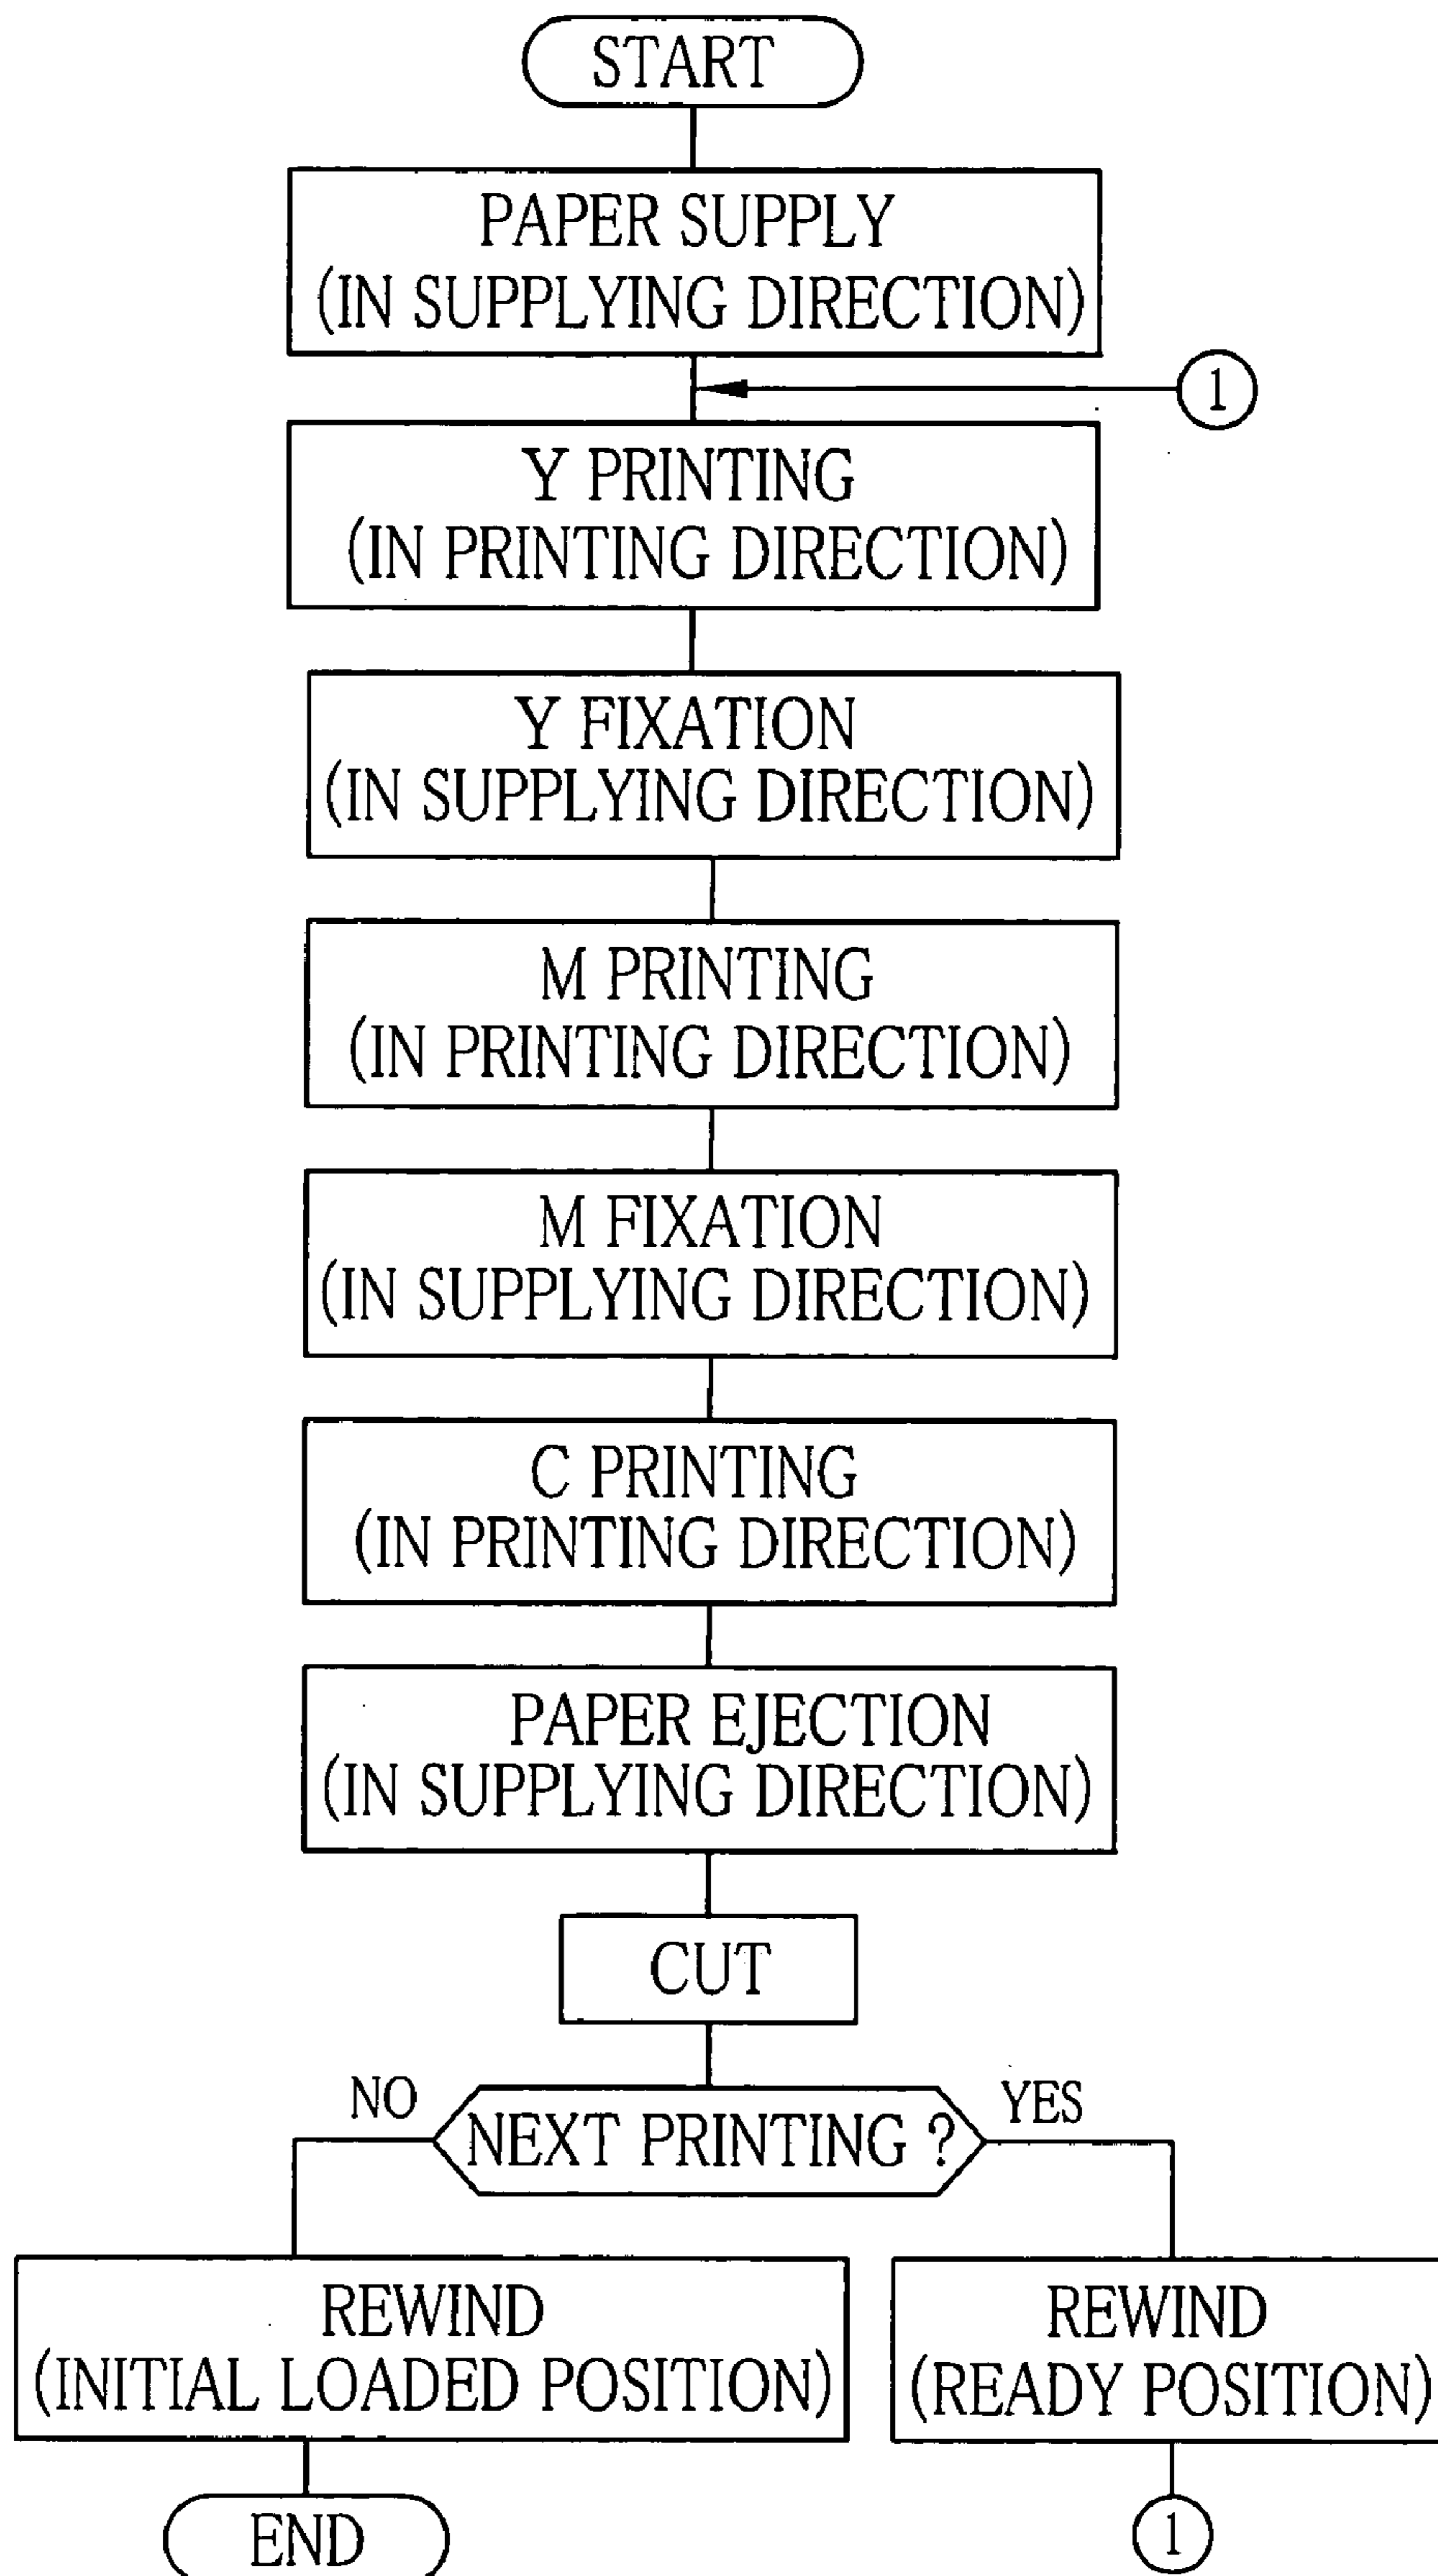 START
PAPER SUPPLY
(IN SUPPLYING DIRECTION)
1
Y PRINTING
(IN PRINTING DIRECTION)
Y FIXATION
(IN SUPPLYING DIRECTION)
M PRINTING
(IN PRINTING DIRECTION)
M FIXATION
(IN SUPPLYING DIRECTION)
C PRINTING
(IN PRINTING DIRECTION)
PAPER EJECTION
(IN SUPPLYING DIRECTION)
CUT
NO
YES
NEXT PRINTING ?
REWIND
(INITIAL LOADED POSITION)
REWIND
(READY POSITION)
END
1